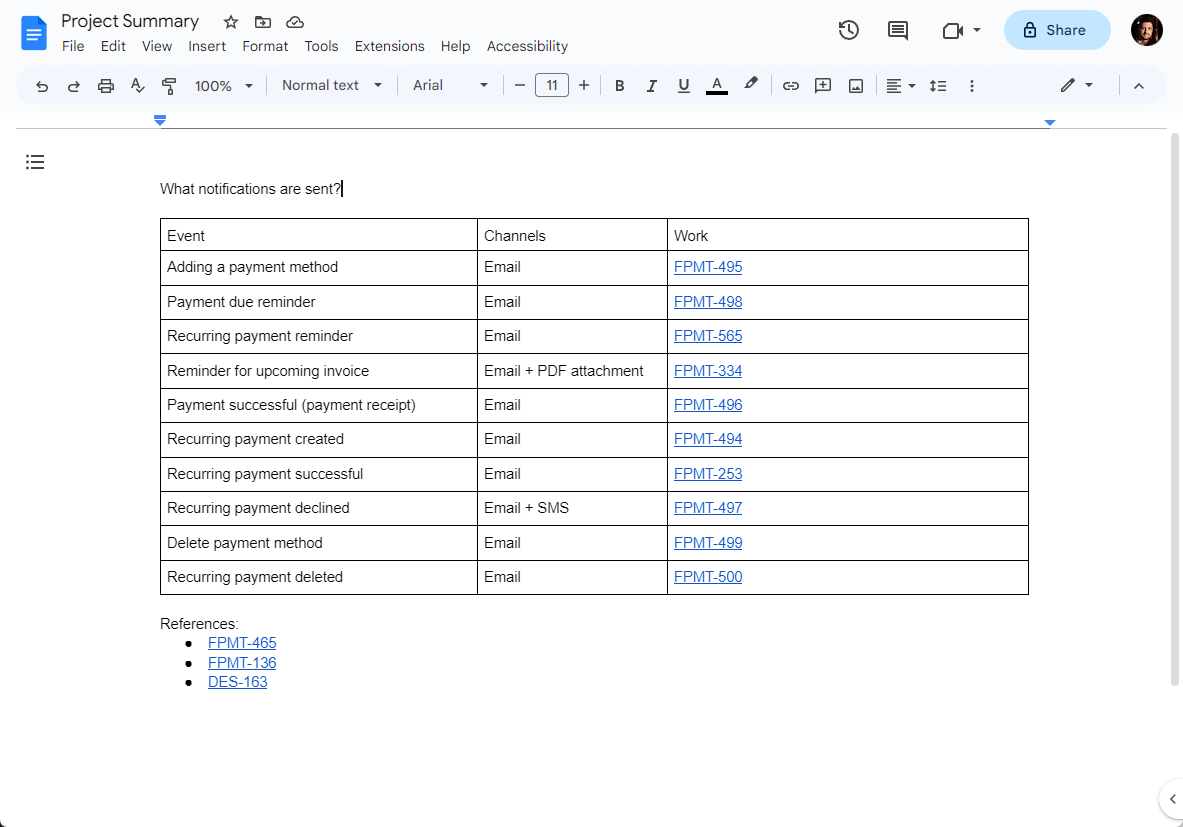 Project Summary
File Edit View Insert Format Tools Extensions Help Accessibility
Share
100% Normal text Arial 11 B I U A
What notifications are sent?
Event Channels Work
Adding a payment method Email FPMT-495
Payment due reminder Email FPMT-498
Recurring payment reminder Email FPMT-565
Reminder for upcoming invoice Email + PDF attachment FPMT-334
Payment successful (payment receipt) Email FPMT-496
Recurring payment created Email FPMT-494
Recurring payment successful Email FPMT-253
Recurring payment declined Email + SMS FPMT-497
Delete payment method Email FPMT-499
Recurring payment deleted Email FPMT-500
References:
FPMT-465
FPMT-136
DES-163